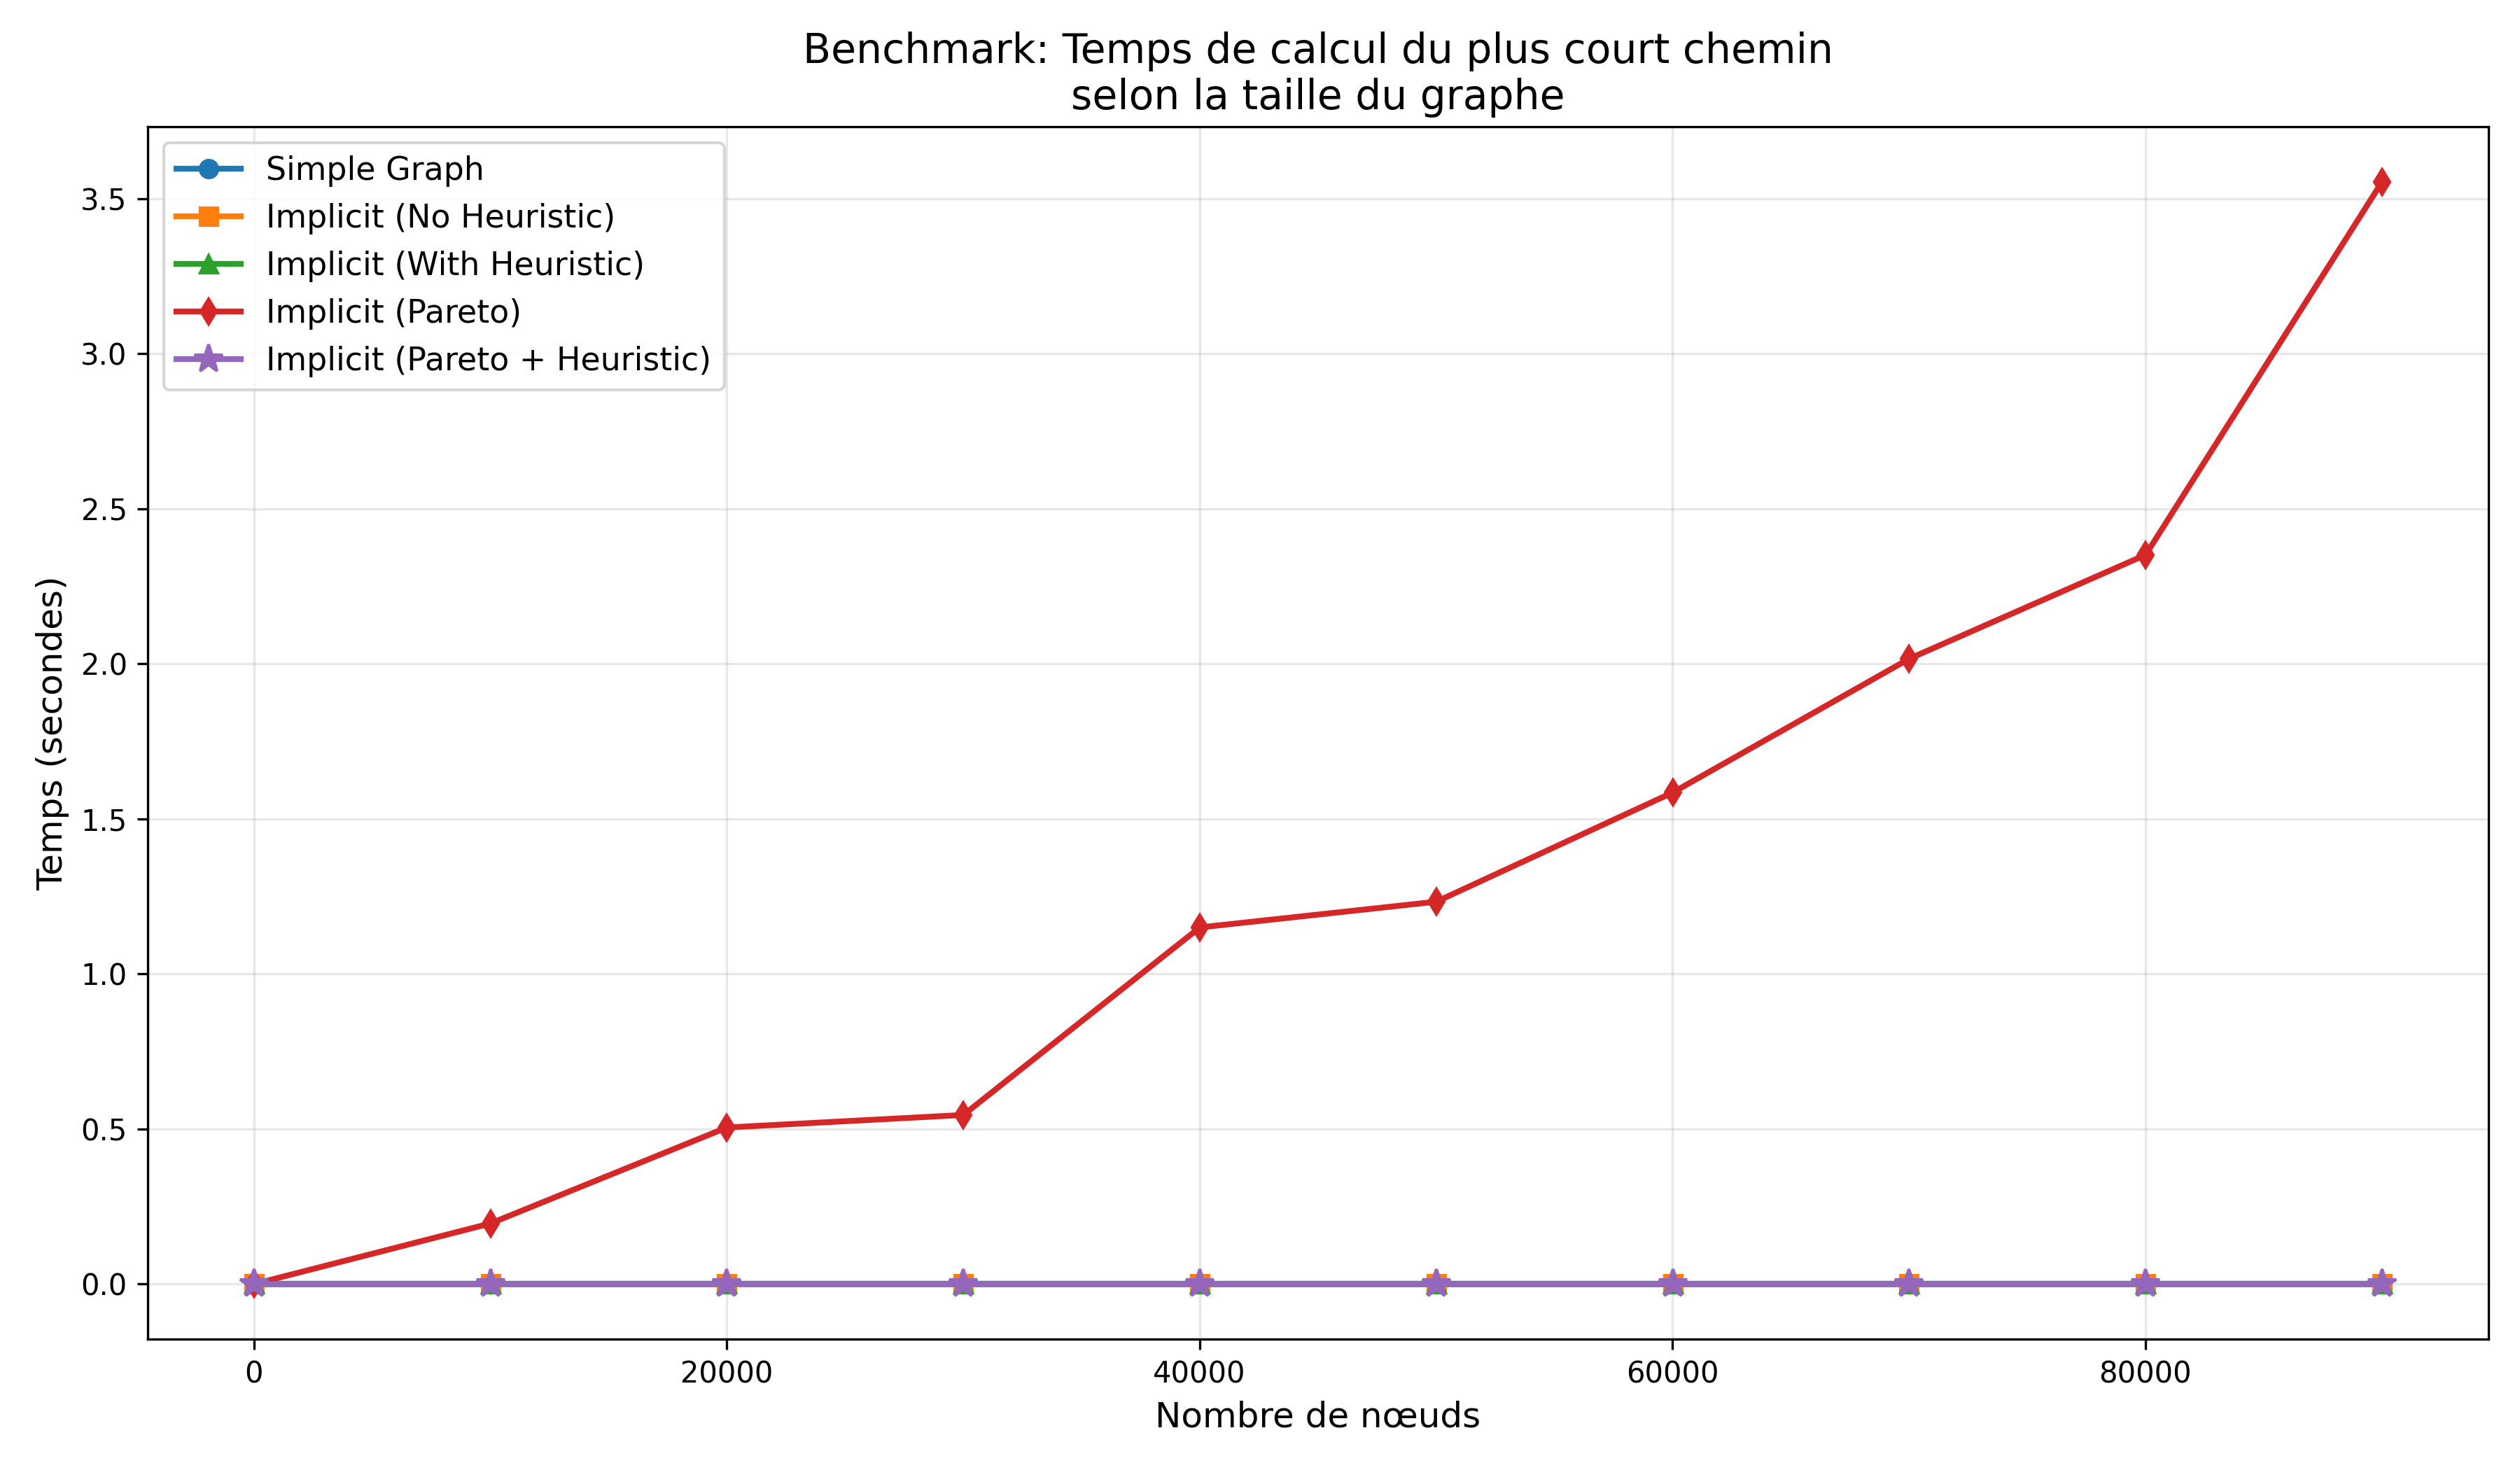 Benchmark: Temps de calcul du plus court chemin
selon la taille du graphe
Simple Graph
Implicit (No Heuristic)
Implicit (With Heuristic)
Implicit (Pareto)
Implicit (Pareto + Heuristic)
Temps (secondes)
3.5
3.0
2.5
2.0
1.5
1.0
0.5
0.0
0
20000
40000
60000
80000
Nombre de nœuds